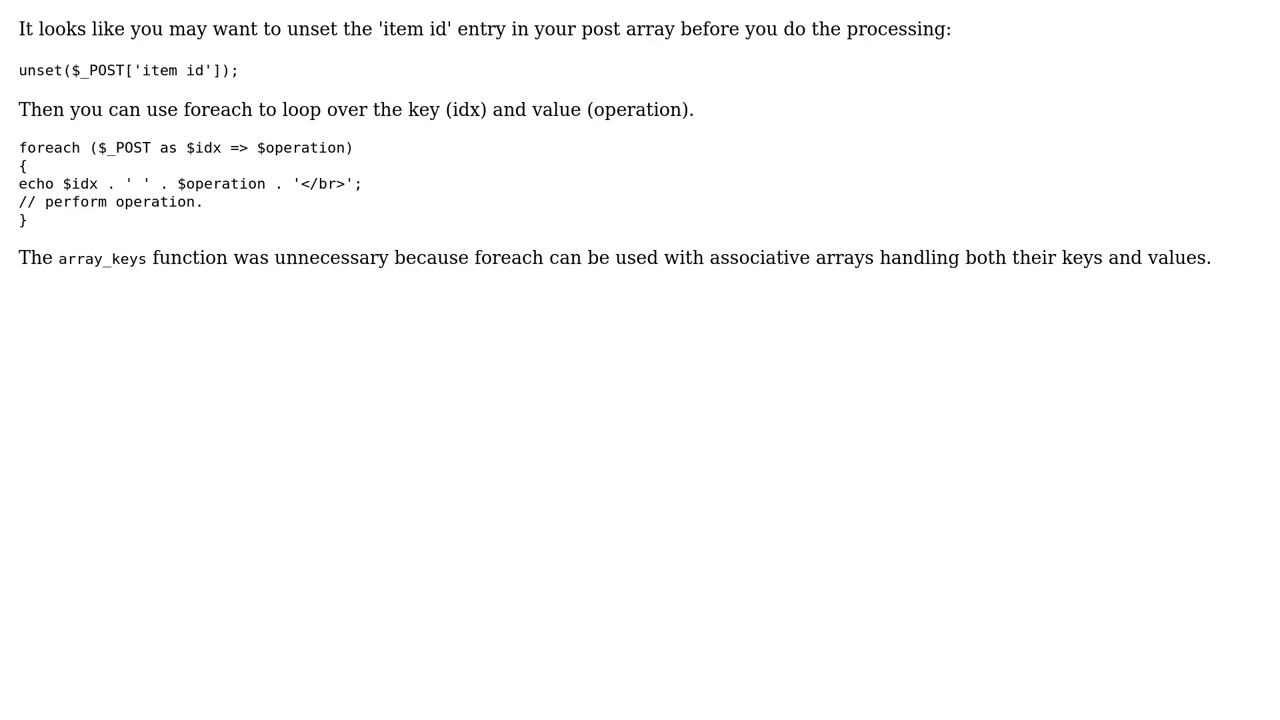 It looks like you may want to unset the 'item id' entry in your post array before you do the processing:
unset($_POST['item id']);
Then you can use foreach to loop over the key (idx) and value (operation).
foreach ($_POST as $idx => $operation)
{
echo $idx . ' ' . $operation . '</br>';
// perform operation.
}
The array_keys function was unnecessary because foreach can be used with associative arrays handling both their keys and values.